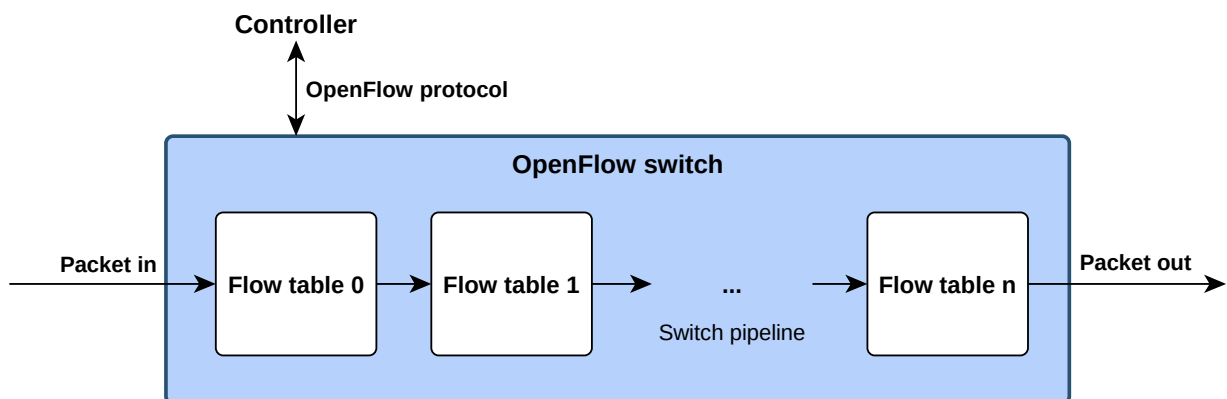 Controller
OpenFlow protocol
OpenFlow switch
Packet in
Flow table 0
Flow table 1
...
Switch pipeline
Flow table n
Packet out